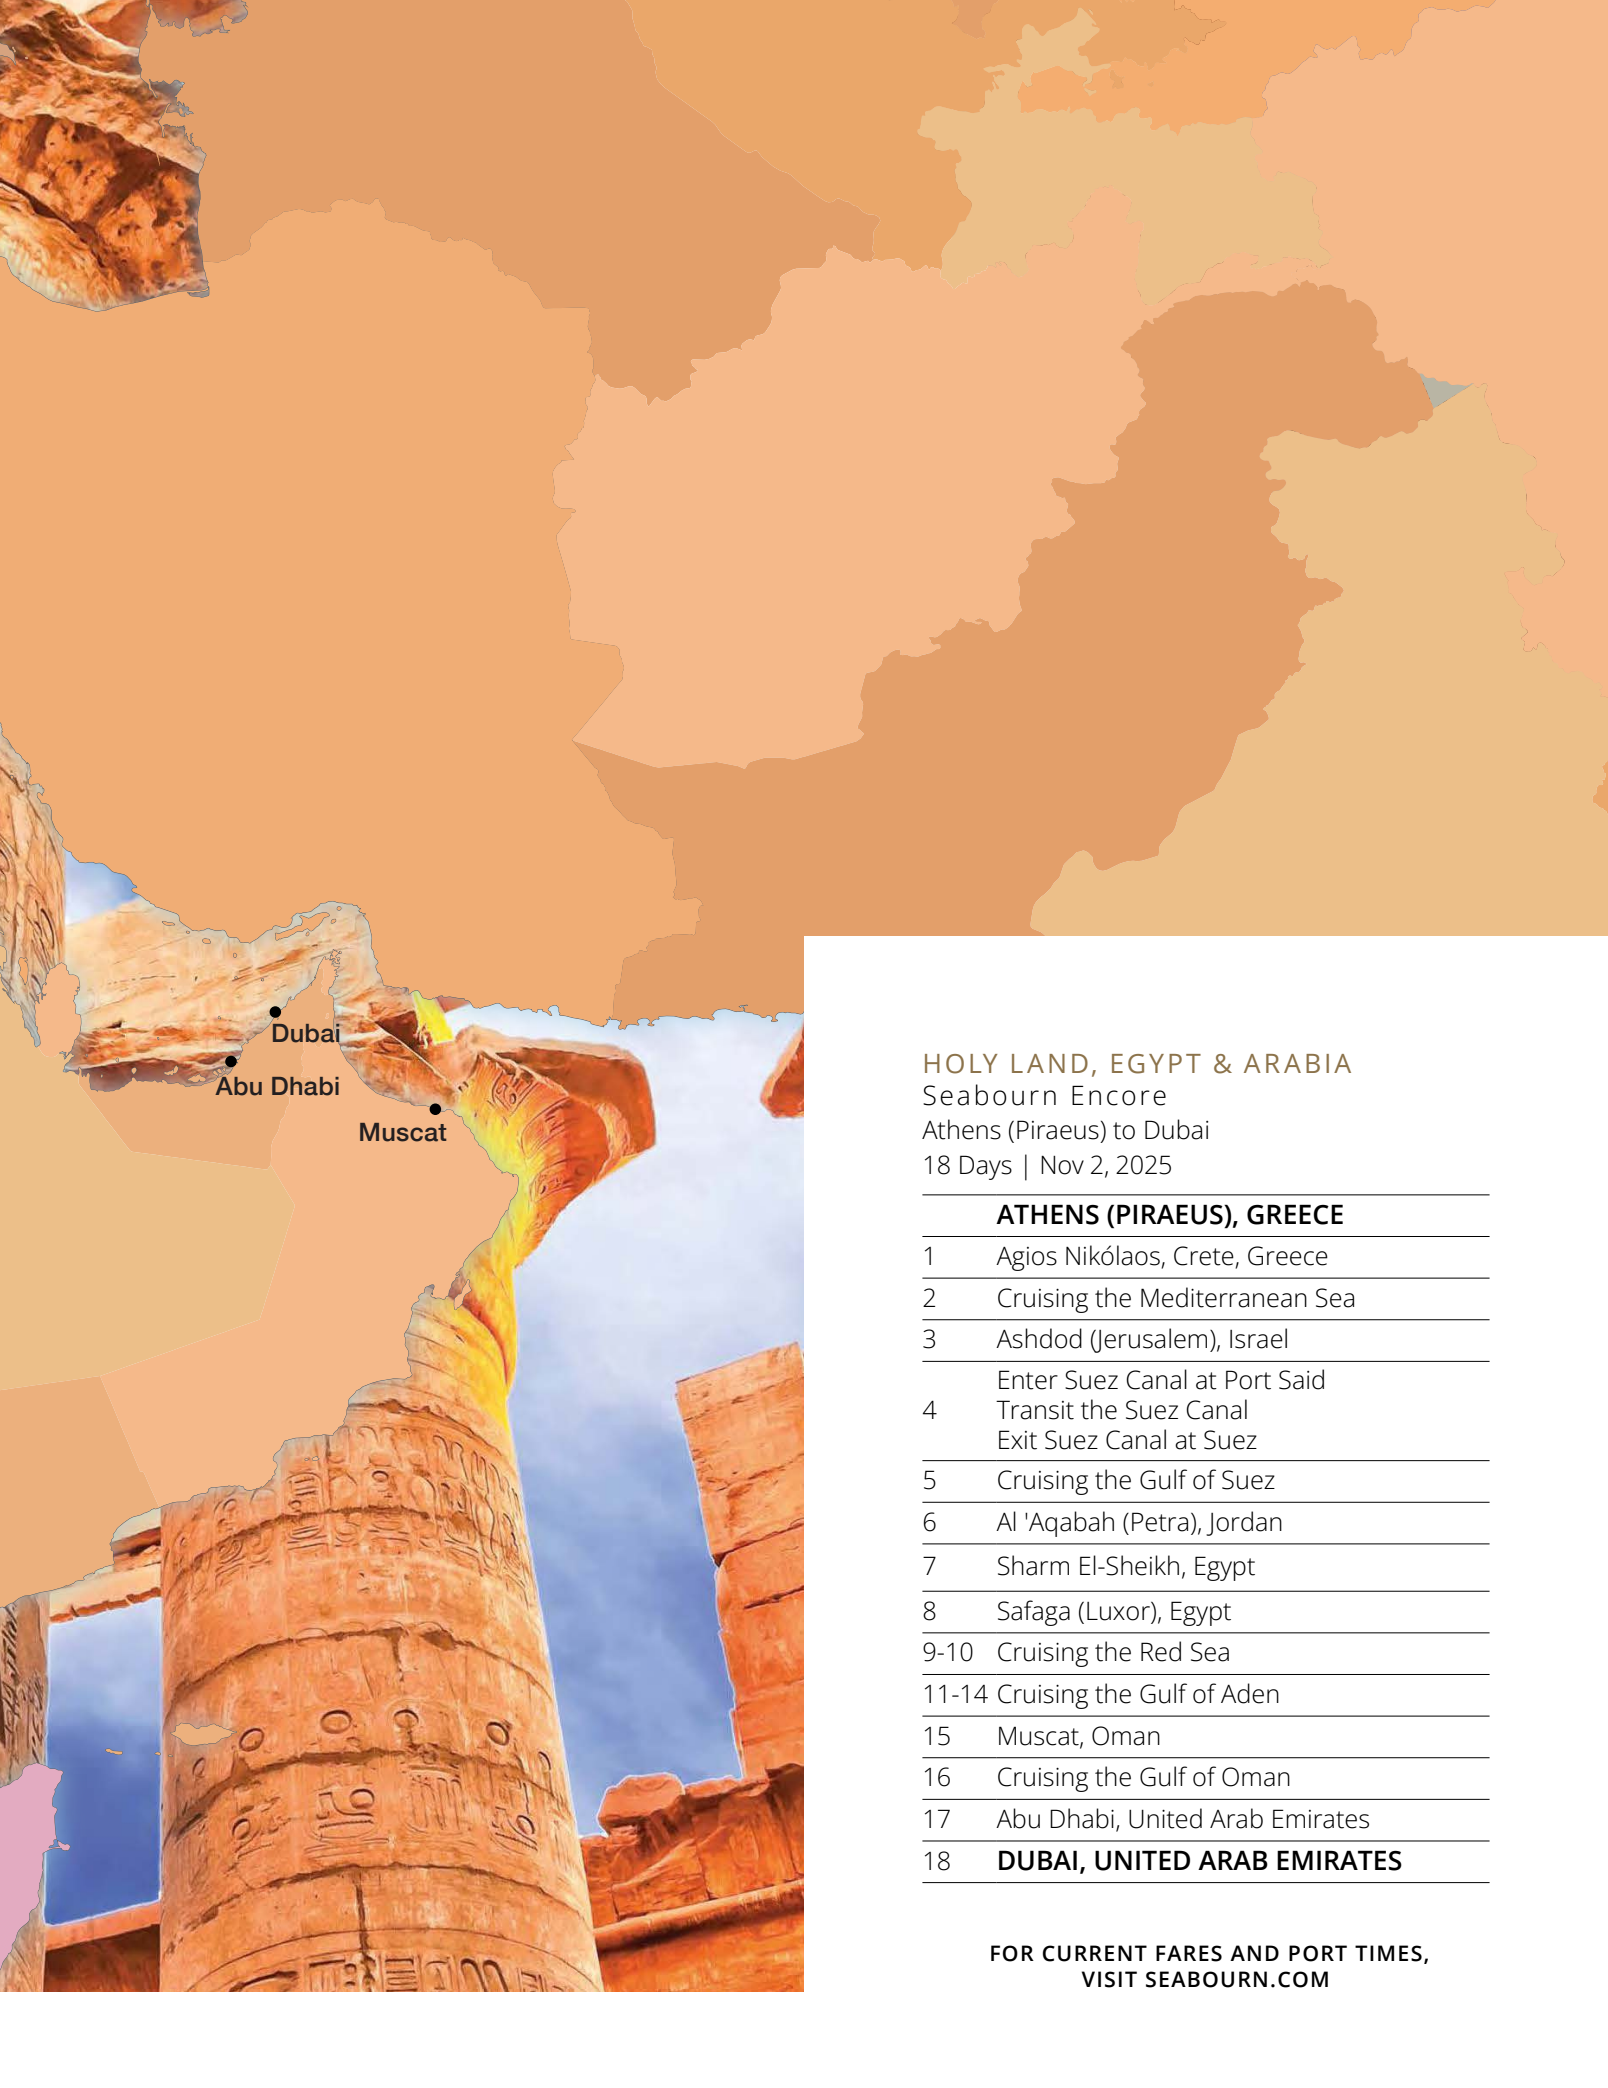 Dubai
Abu Dhabi
Muscat
HOLY LAND, EGYPT & ARABIA
Seabourn Encore
Athens (Piraeus) to Dubai
18 Days | Nov 2, 2025
ATHENS (PIRAEUS), GREECE
1 Agios Nikólaos, Crete, Greece
2 Cruising the Mediterranean Sea
3 Ashdod (Jerusalem), Israel
Enter Suez Canal at Port Said
4 Transit the Suez Canal
Exit Suez Canal at Suez
5 Cruising the Gulf of Suez
6 Al 'Aqabah (Petra), Jordan
7 Sharm El-Sheikh, Egypt
8 Safaga (Luxor), Egypt
9-10 Cruising the Red Sea
11-14 Cruising the Gulf of Aden
15 Muscat, Oman
16 Cruising the Gulf of Oman
17 Abu Dhabi, United Arab Emirates
18 DUBAI, UNITED ARAB EMIRATES
FOR CURRENT FARES AND PORT TIMES,
VISIT SEABOURN.COM